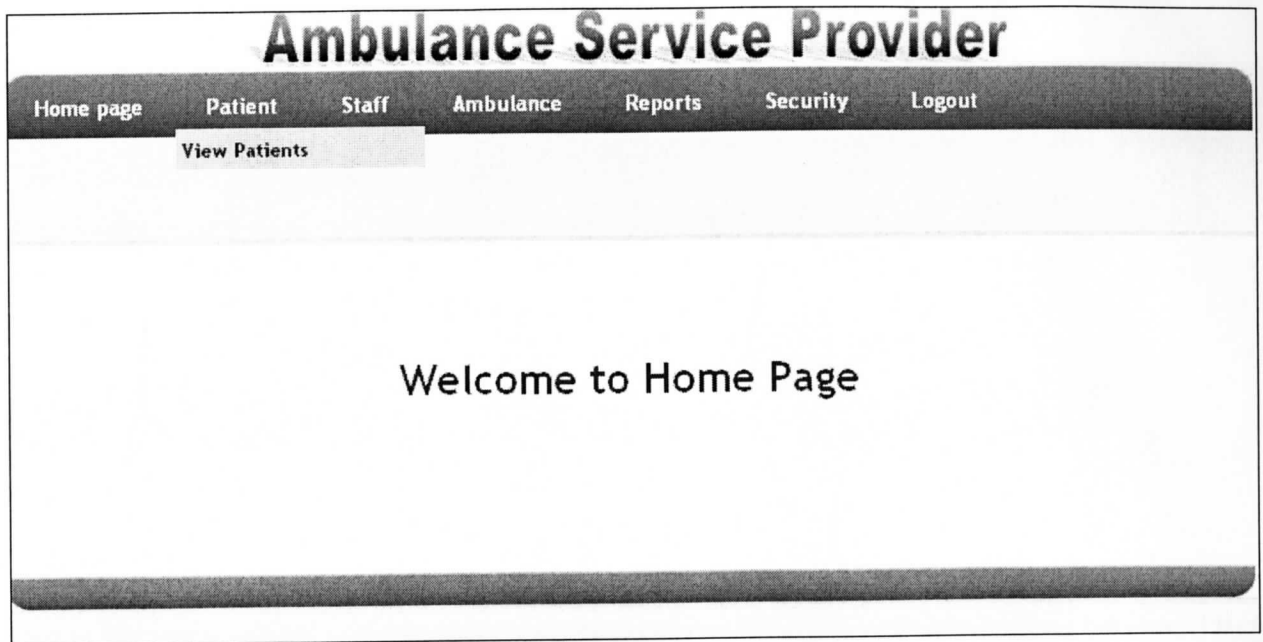 Ambulance Service Provider
Home page Patient Staff Ambulance Reports Security Logout
View Patients
Welcome to Home Page